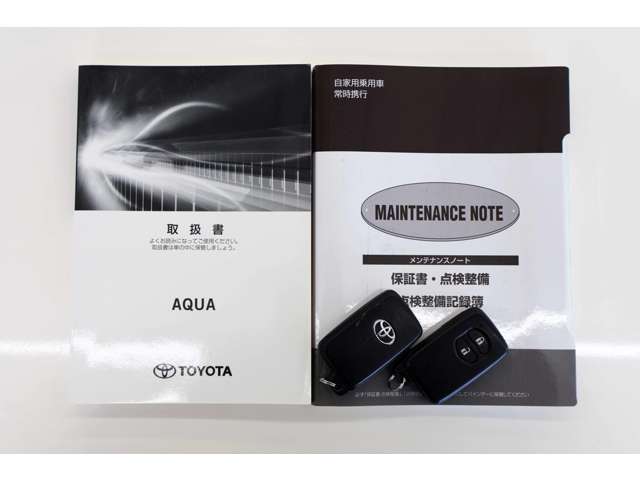 取扱書
よくお読みになってご使用ください。
取扱書は車の中に保管しましょう。
AQUA
TOYOTA
自家用乗用車
常時携行
MAINTENANCE NOTE
メンテナンスノート
保証書・点検整備
点検整備記録簿